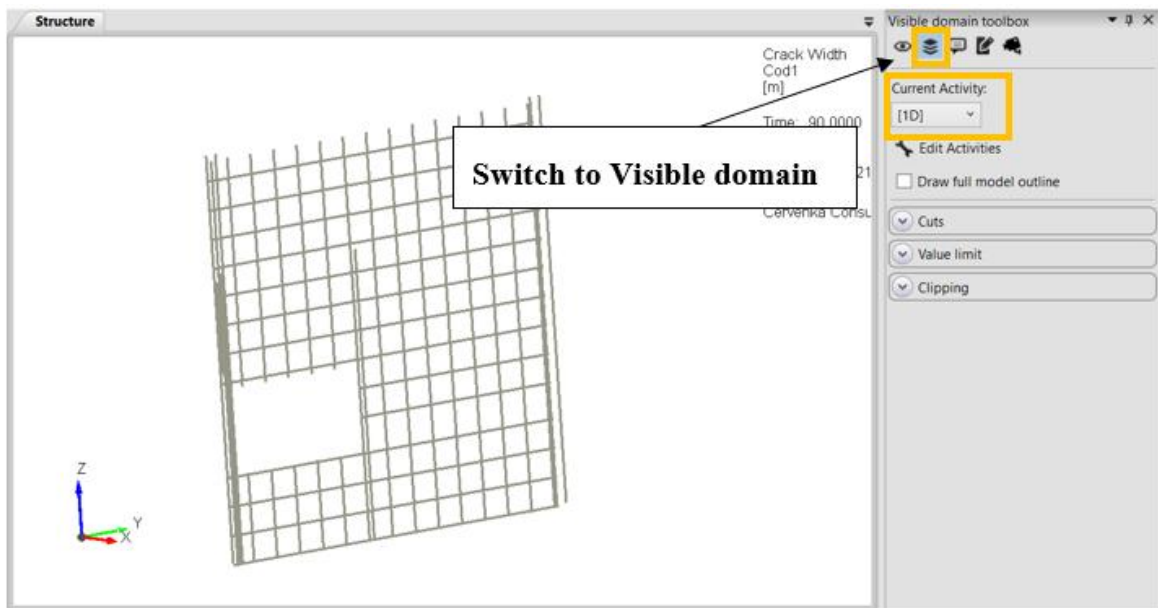 Structure
Visible domain toolbox
Crack Width
Cod1
[m]
Time: 90.0000
21
Cervenka Consu
Switch to Visible domain
Current Activity:
[1D]
Edit Activities
Draw full model outline
Cuts
Value limit
Clipping
Z
Y
X